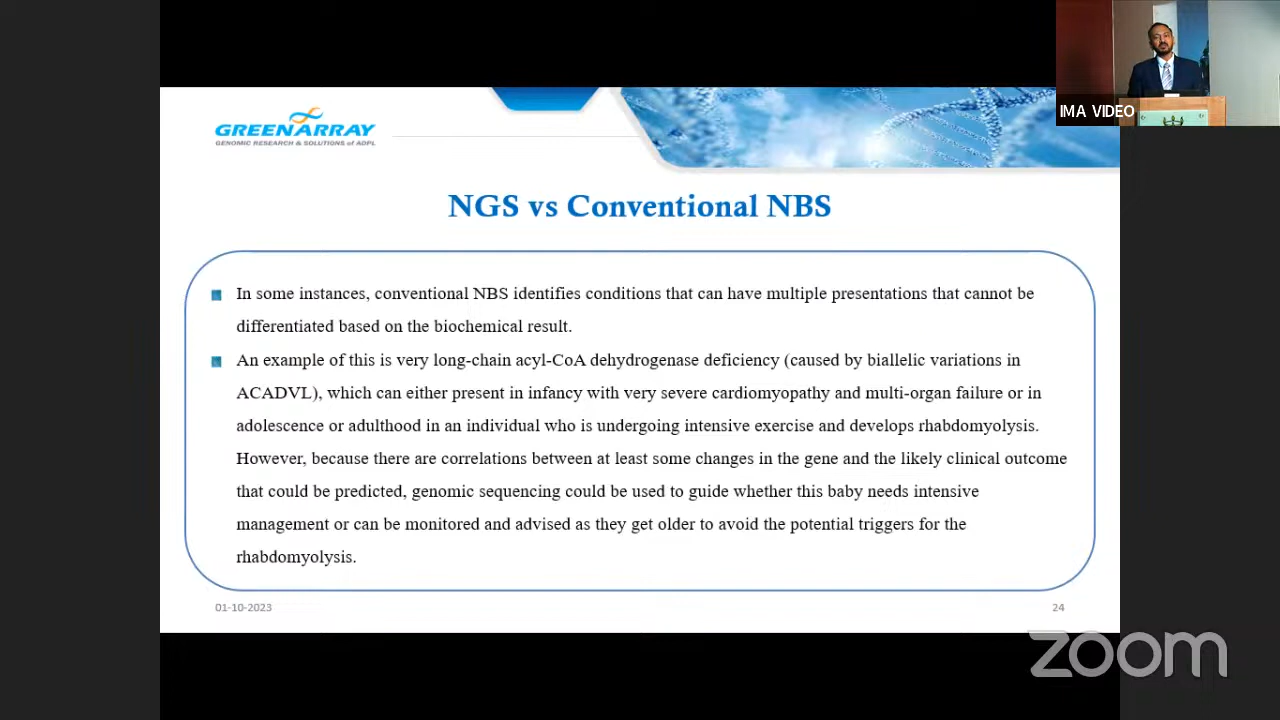 IMA VIDEO
GREENARRAY
GENOMIC RESEARCH & SOLUTIONS of AOPL
NGS vs Conventional NBS
In some instances, conventional NBS identifies conditions that can have multiple presentations that cannot be
differentiated based on the biochemical result.
An example of this is very long-chain acyl-CoA dehydrogenase deficiency (caused by biallelic variations in
ACADVL), which can either present in infancy with very severe cardiomyopathy and multi-organ failure or in
adolescence or adulthood in an individual who is undergoing intensive exercise and develops rhabdomyolysis.
However, because there are correlations between at least some changes in the gene and the likely clinical outcome
that could be predicted, genomic sequencing could be used to guide whether this baby needs intensive
management or can be monitored and advised as they get older to avoid the potential triggers for the
rhabdomyolysis.
01-10-2023
24
zoom